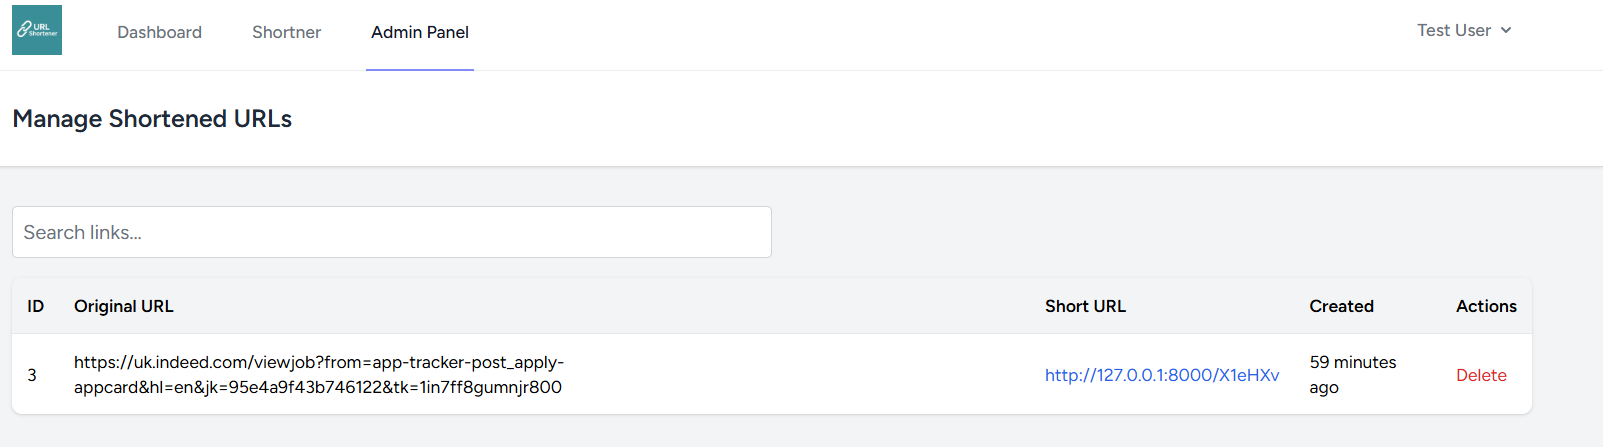 URL
Shortener
Dashboard
Shortner
Admin Panel
Test User
Manage Shortened URLs
Search links...
ID
Original URL
Short URL
Created
Actions
3
https://uk.indeed.com/viewjob?from=app-tracker-post_apply-
appcard&hl=en&jk=95e4a9f43b746122&tk=1in7ff8gumnjr800
http://127.0.0.1:8000/X1eHXv
59 minutes
ago
Delete